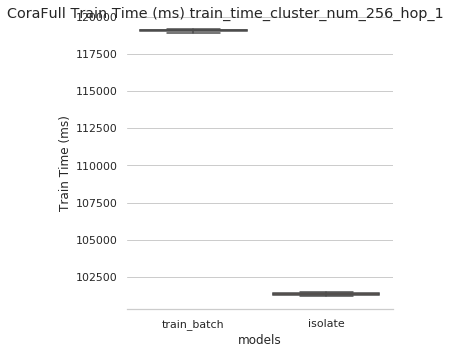 CoraFull Train Time (ms) train_time_cluster_num_256_hop_1
120000
117500
115000
112500
110000
107500
105000
102500
Train Time (ms)
train_batch
isolate
models